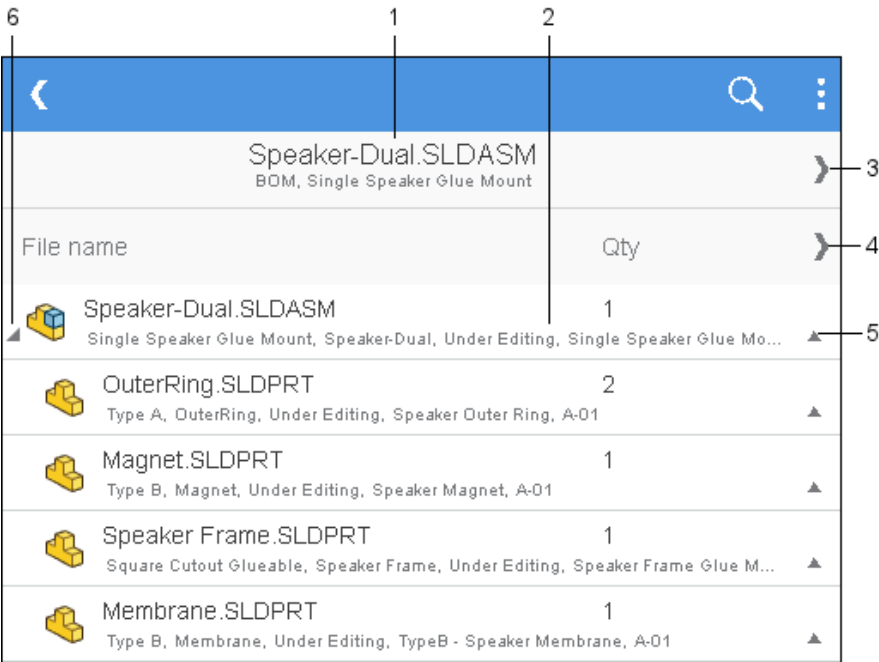 6 1 2
Speaker-Dual.SLDASM
BOM, Single Speaker Glue Mount
3
File name Qty
4
Speaker-Dual.SLDASM 1
Single Speaker Glue Mount, Speaker-Dual, Under Editing, Single Speaker Glue Mo...
5
OuterRing.SLDPRT 2
Type A, OuterRing, Under Editing, Speaker Outer Ring, A-01
Magnet.SLDPRT 1
Type B, Magnet, Under Editing, Speaker Magnet, A-01
Speaker Frame.SLDPRT 1
Square Cutout Glueable, Speaker Frame, Under Editing, Speaker Frame Glue M...
Membrane.SLDPRT 1
Type B, Membrane, Under Editing, TypeB - Speaker Membrane, A-01